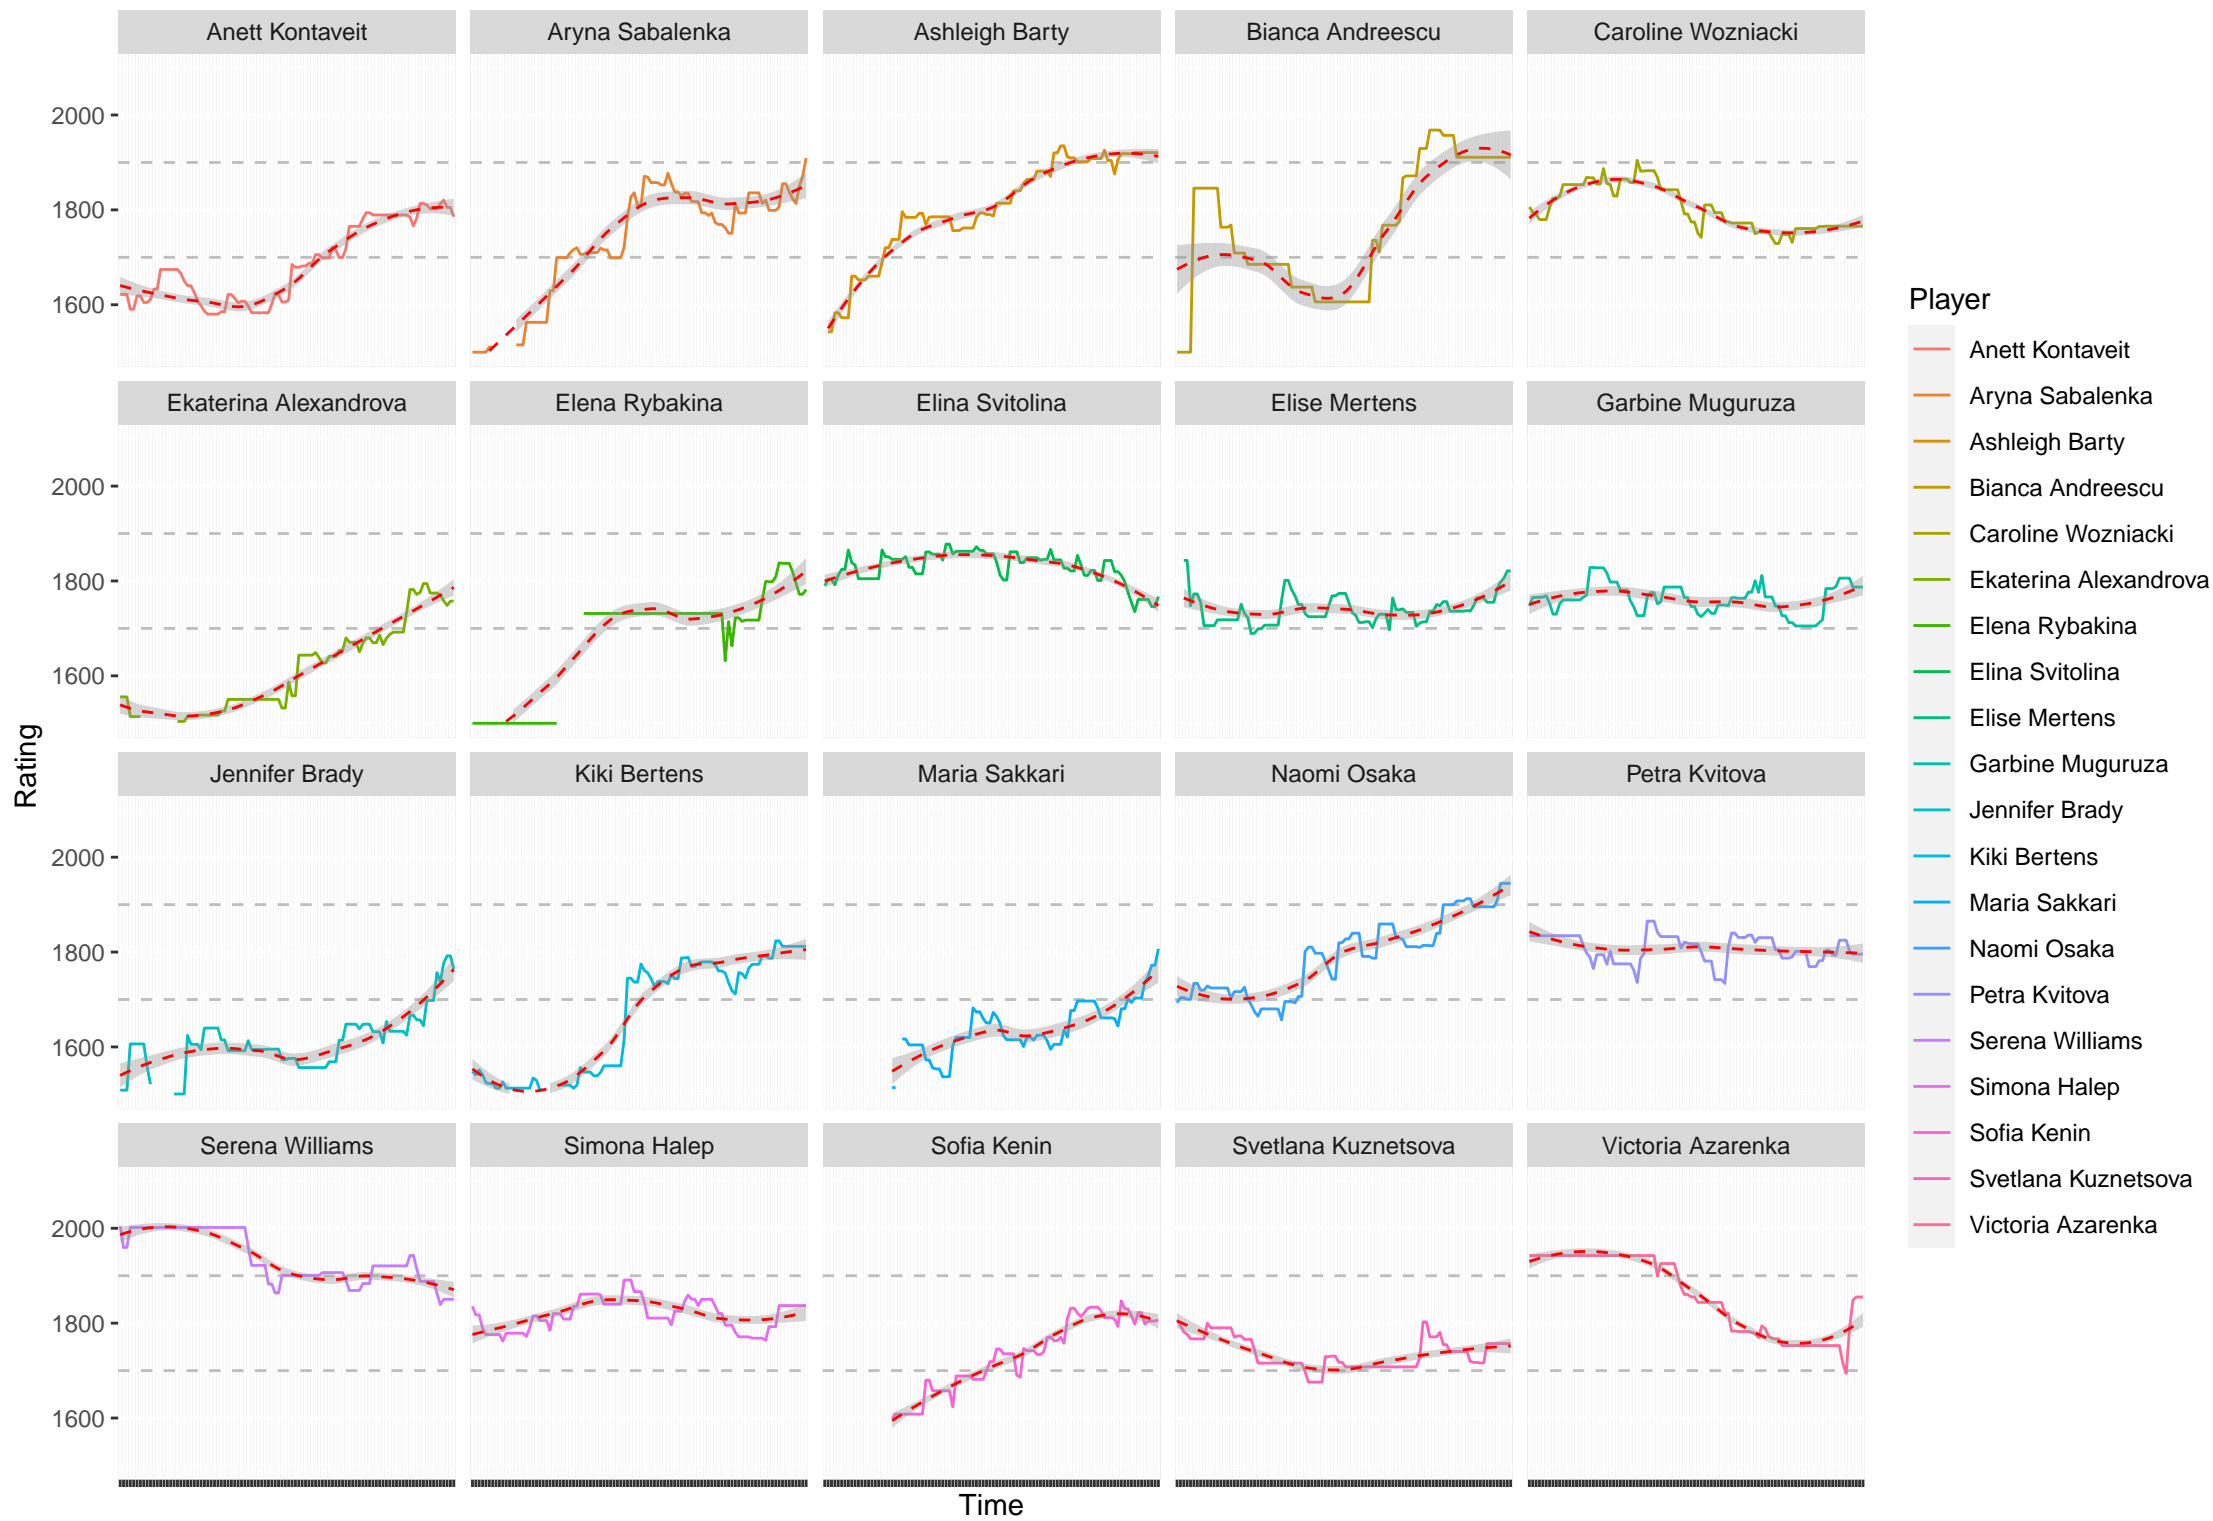 Anett Kontaveit
Aryna Sabalenka
Ashleigh Barty
Bianca Andreescu
Caroline Wozniacki
2000
1800
1600
Ekaterina Alexandrova
Elena Rybakina
Elina Svitolina
Elise Mertens
Garbine Muguruza
2000
1800
1600
Jennifer Brady
Kiki Bertens
Maria Sakkari
Naomi Osaka
Petra Kvitova
2000
1800
1600
Serena Williams
Simona Halep
Sofia Kenin
Svetlana Kuznetsova
Victoria Azarenka
2000
1800
1600
Rating
Time
Player
Anett Kontaveit
Aryna Sabalenka
Ashleigh Barty
Bianca Andreescu
Caroline Wozniacki
Ekaterina Alexandrova
Elena Rybakina
Elina Svitolina
Elise Mertens
Garbine Muguruza
Jennifer Brady
Kiki Bertens
Maria Sakkari
Naomi Osaka
Petra Kvitova
Serena Williams
Simona Halep
Sofia Kenin
Svetlana Kuznetsova
Victoria Azarenka